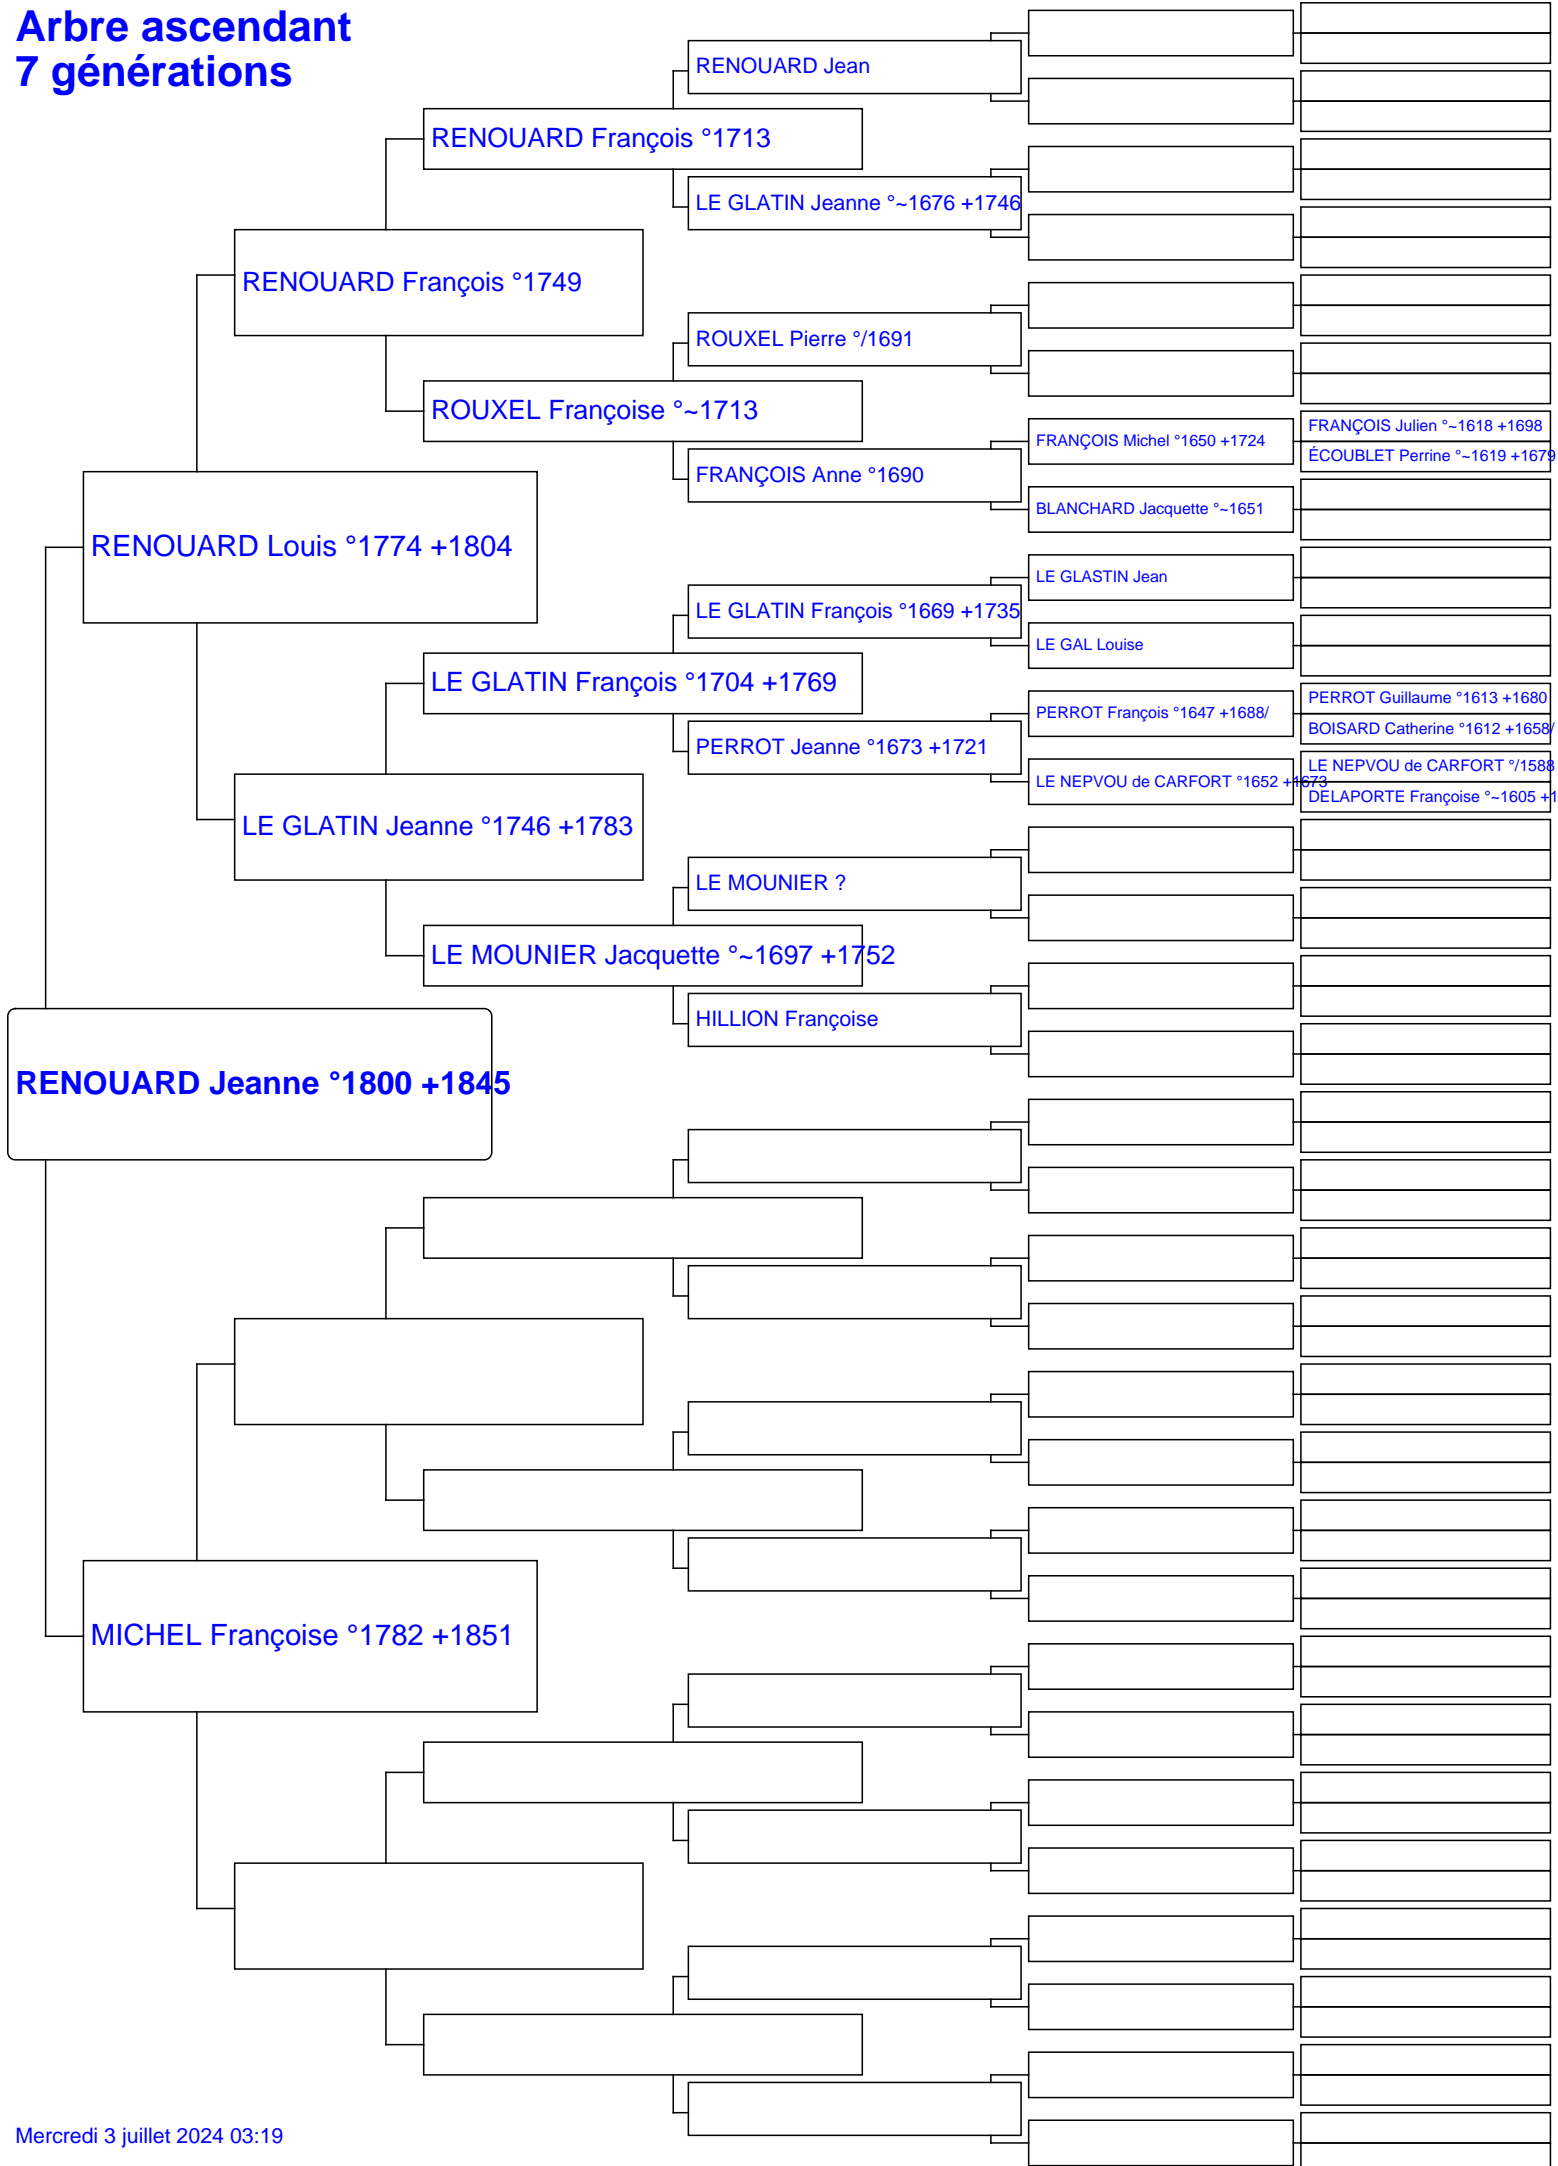 Arbre ascendant
7 générations
RENOUARD Jean
RENOUARD François °1713
LE GLATIN Jeanne °~1676 +1746
RENOUARD François °1749
ROUXEL Pierre °/1691
ROUXEL Françoise °~1713
FRANÇOIS Julien °~1618 +1698
FRANÇOIS Michel °1650 +1724
ÉCOUBLET Perrine °~1619 +1679
FRANÇOIS Anne °1690
BLANCHARD Jacquette °~1651
RENOUARD Louis °1774 +1804
LE GLASTIN Jean
LE GLATIN François °1669 +1735
LE GAL Louise
LE GLATIN François °1704 +1769
PERROT Guillaume °1613 +1680
PERROT François °1647 +1688/
BOISARD Catherine °1612 +1658/
PERROT Jeanne °1673 +1721
LE NEPVOU de CARFORT °/1588
LE NEPVOU de CARFORT °1652 +1673
DELAPORTE Françoise °~1605 +1
LE GLATIN Jeanne °1746 +1783
LE MOUNIER ?
LE MOUNIER Jacquette °~1697 +1752
HILLION Françoise
RENOUARD Jeanne °1800 +1845
MICHEL Françoise °1782 +1851
Mercredi 3 juillet 2024 03:19